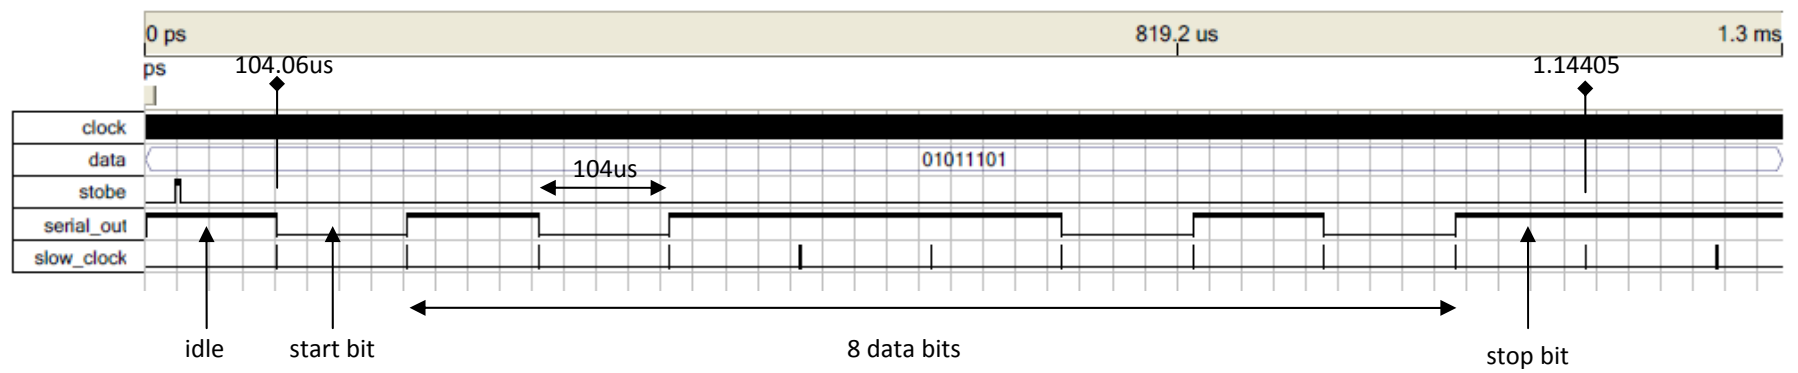 0 ps 819.2 us 1.3 ms
ps 104.06us 1.14405
clock
data 01011101
104us
stobe
serial_out
slow_clock
idle start bit 8 data bits stop bit